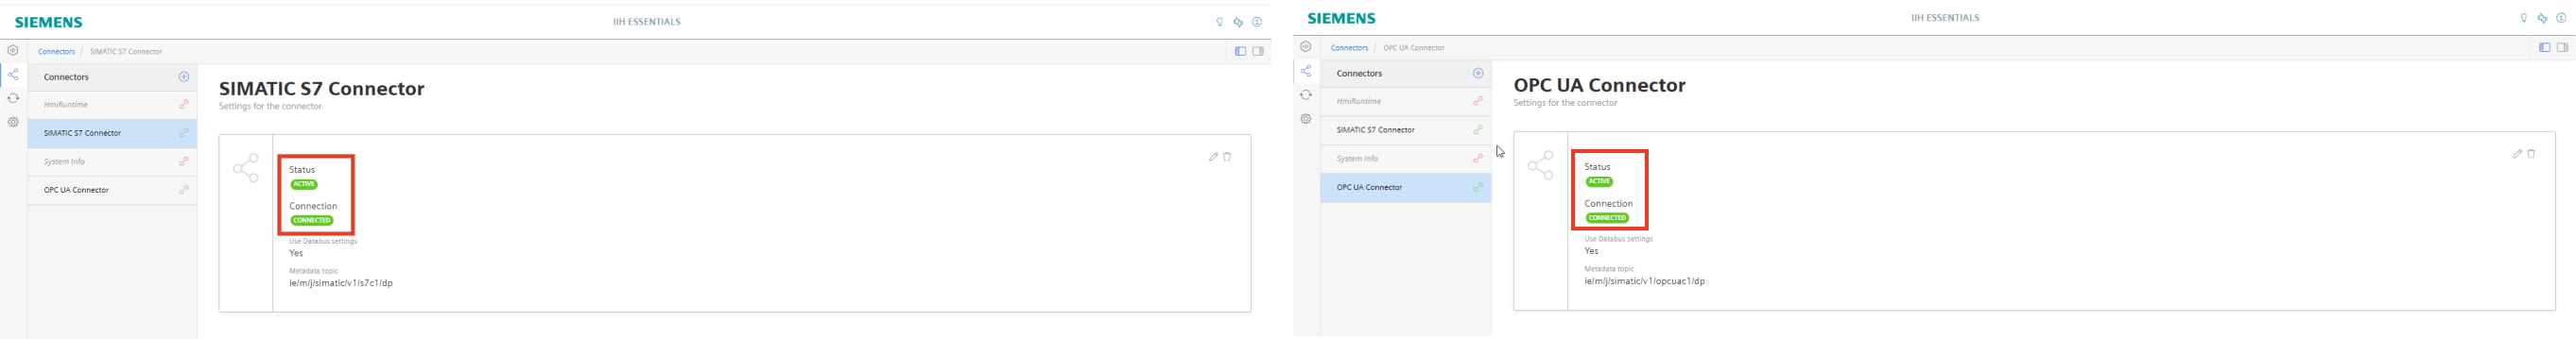 SIEMENS
IIH ESSENTIALS
Connectors / SIMATIC S7 Connector
Connectors
HmiRuntime
SIMATIC S7 Connector
System Info
OPC UA Connector
SIMATIC S7 Connector
Settings for the connector
Status
ACTIVE
Connection
CONNECTED
Use Databus settings
Yes
Metadata topic
ie/m/j/simatic/v1/s7c1/dp
SIEMENS
IIH ESSENTIALS
Connectors / OPC UA Connector
Connectors
HmiRuntime
SIMATIC S7 Connector
System Info
OPC UA Connector
OPC UA Connector
Settings for the connector
Status
ACTIVE
Connection
CONNECTED
Use Databus settings
Yes
Metadata topic
ie/m/j/simatic/v1/opcuac1/dp